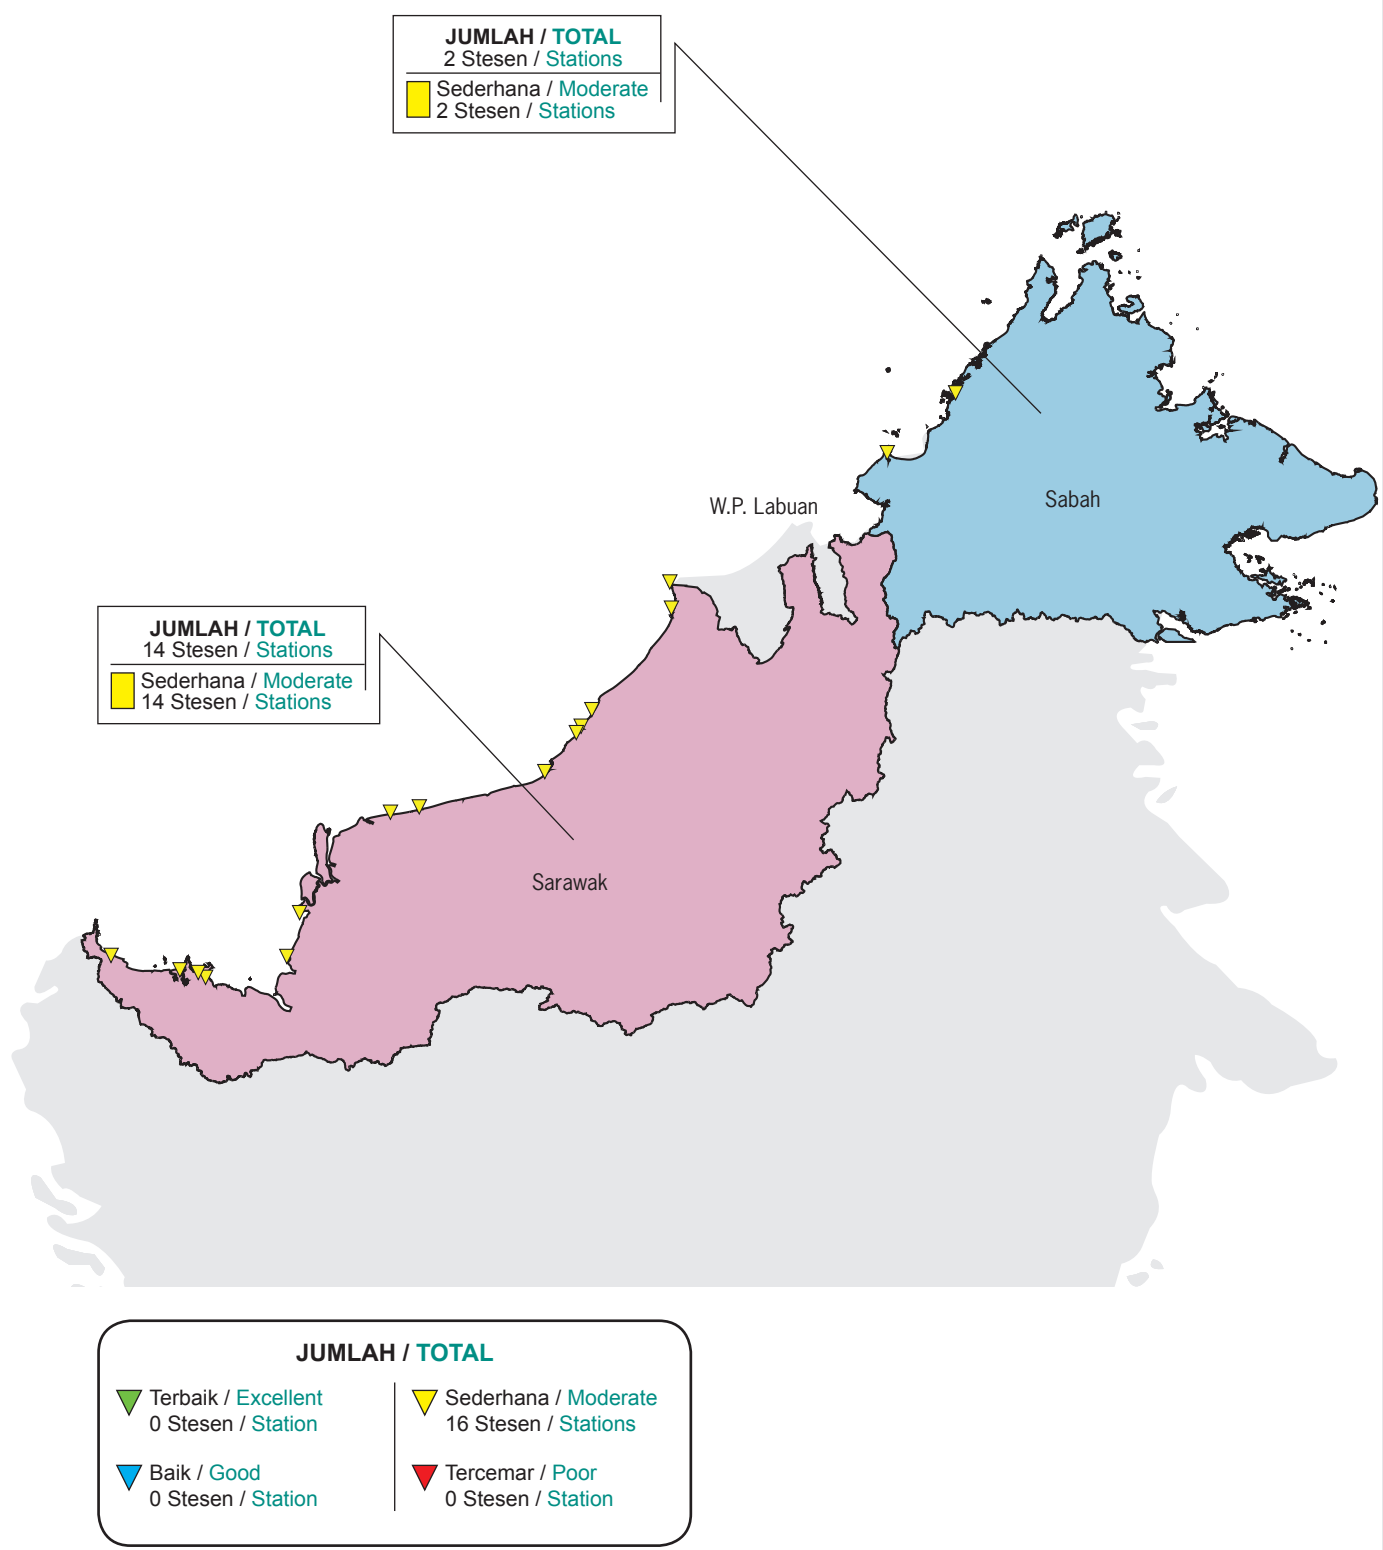 JUMLAH / TOTAL
2 Stesen / Stations
Sederhana / Moderate
2 Stesen / Stations
W.P. Labuan
Sabah
JUMLAH / TOTAL
14 Stesen / Stations
Sederhana / Moderate
14 Stesen / Stations
Sarawak
JUMLAH / TOTAL
Terbaik / Excellent
0 Stesen / Station
Baik / Good
0 Stesen / Station
Sederhana / Moderate
16 Stesen / Stations
Tercemar / Poor
0 Stesen / Station